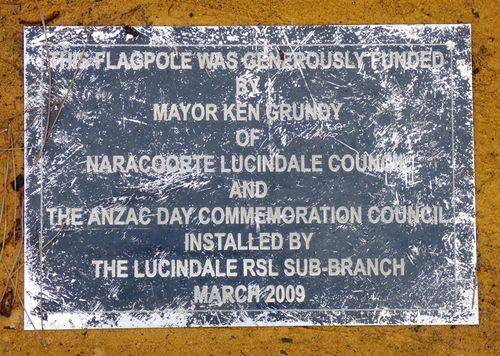 THIS FLAGPOLE WAS GENEROUSLY FUNDED
BY
MAYOR KEN GRUNDY
OF
NARACOORTE LUCINDALE COUNCIL
AND
THE ANZAC DAY COMMEMORATION COUNCIL
INSTALLED BY
THE LUCINDALE RSL SUB-BRANCH
MARCH 2009